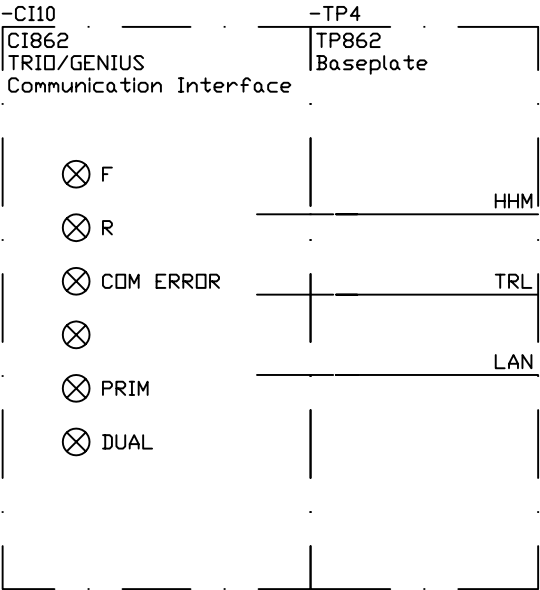 -CI10
-TP4
CI862
TRIO/GENIUS
Communication Interface
TP862
Baseplate
F
R
COM ERROR
PRIM
DUAL
HHM
TRL
LAN